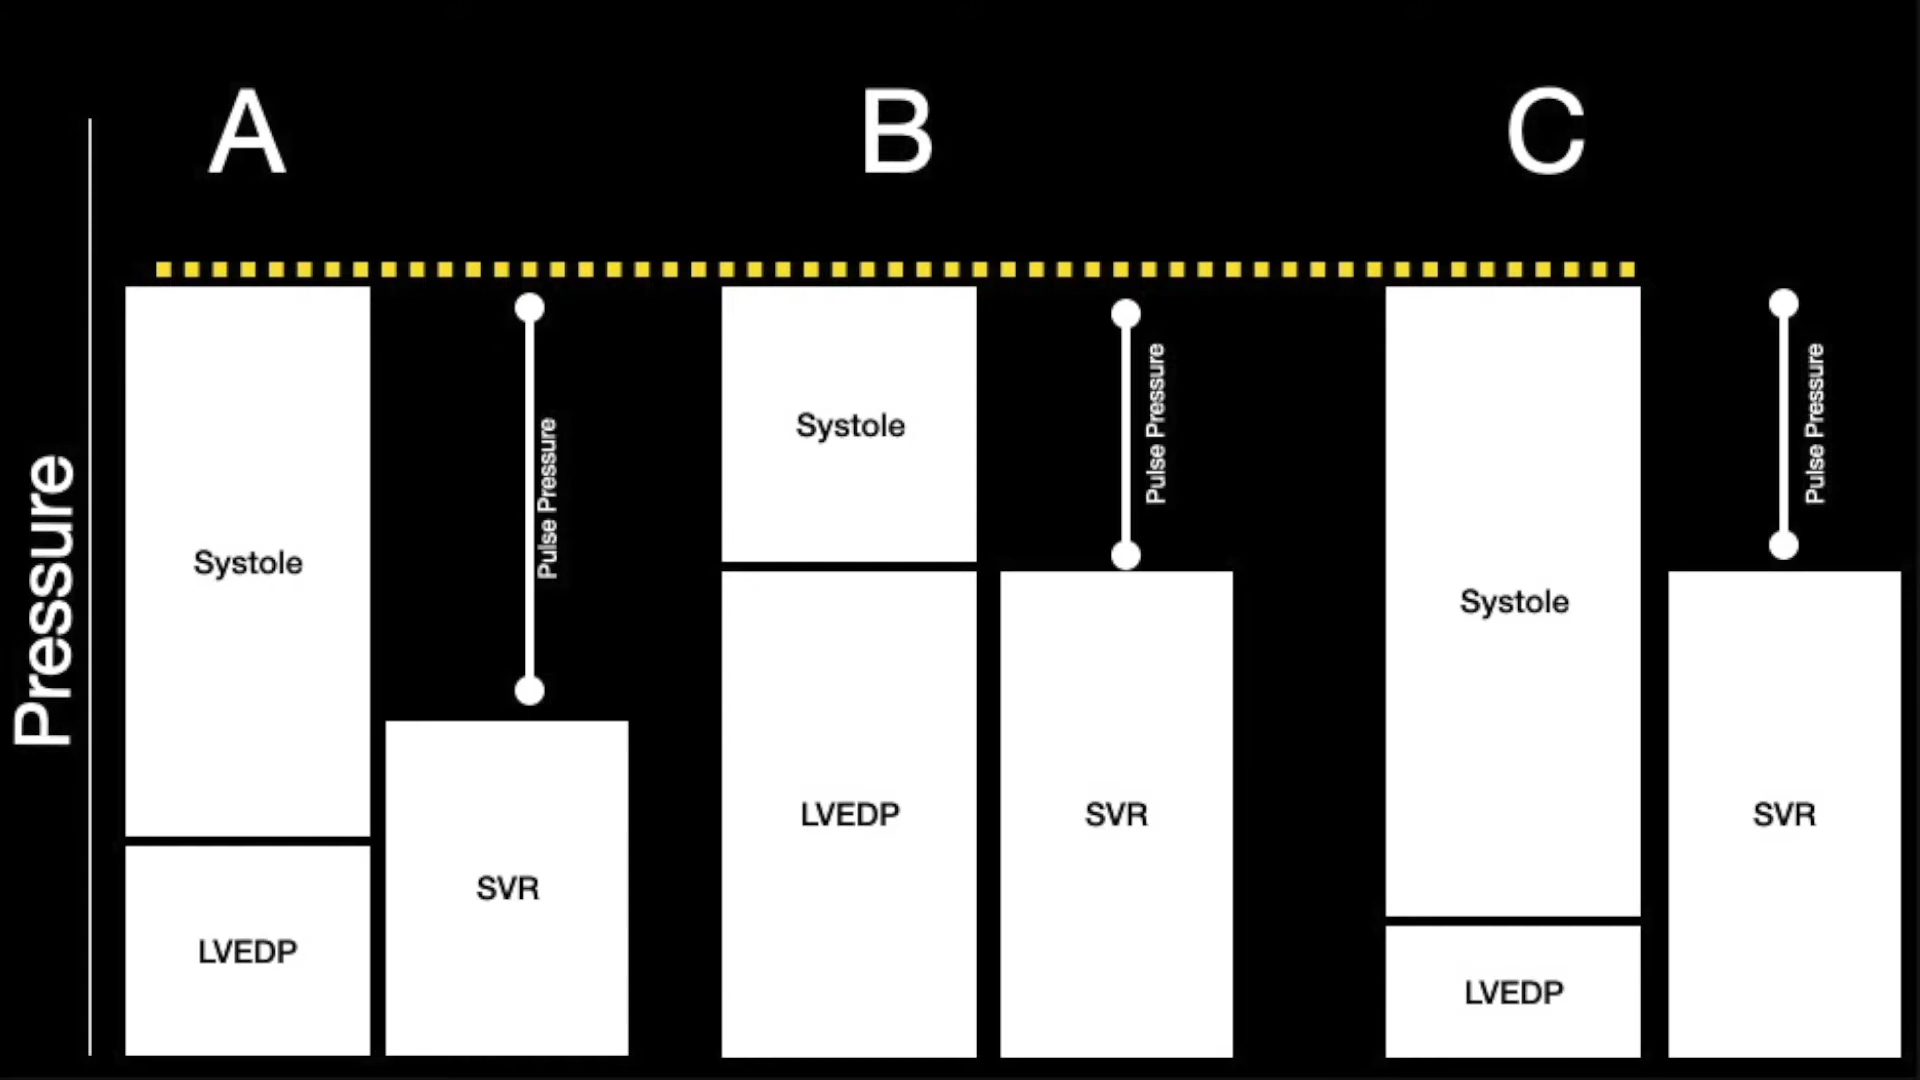 A
B
C
Pressure
Systole
LVEDP
Pulse Pressure
SVR
Systole
LVEDP
Pulse Pressure
SVR
Systole
LVEDP
Pulse Pressure
SVR